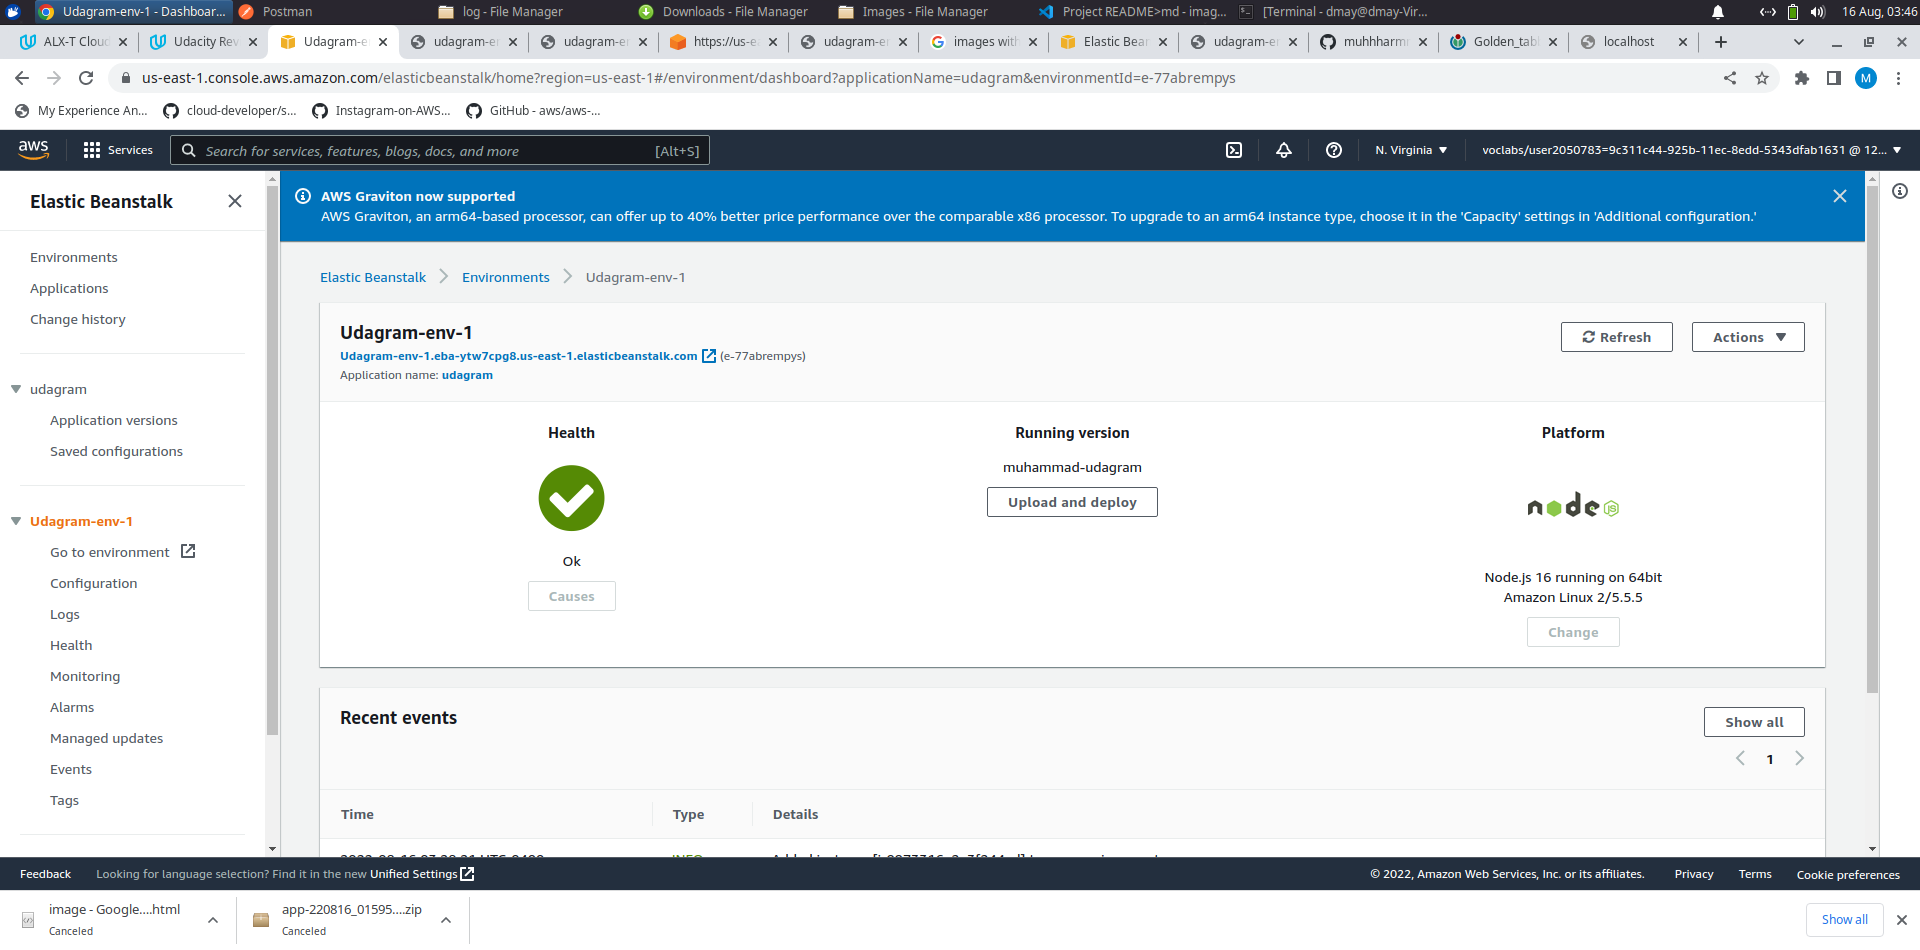 Udagram-env-1 - Dashboar...
Postman
log - File Manager
Downloads - File Manager
Images - File Manager
Project README>md - imag...
[Terminal - dmay@dmay-Vir...
16 Aug, 03:46
ALX-T Cloud
Udacity Rev
Udagram-e
udagram-e
udagram-e
https://us-ea
udagram-e
images with
Elastic Bea
udagram-e
muhhharm
Golden_tab
localhost
us-east-1.console.aws.amazon.com/elasticbeanstalk/home?region=us-east-1#/environment/dashboard?applicationName=udagram&environmentId=e-77abrempys
M
My Experience An...
cloud-developer/s...
Instagram-on-AWS...
GitHub - aws/aws-...
aws
Services
Search for services, features, blogs, docs, and more
[Alt+S]
N. Virginia
voclabs/user2050783=9c311c44-925b-11ec-8edd-5343dfab1631 @ 12...
Elastic Beanstalk
Environments
Applications
Change history
udagram
Application versions
Saved configurations
Udagram-env-1
Go to environment
Configuration
Logs
Health
Monitoring
Alarms
Managed updates
Events
Tags
AWS Graviton now supported
AWS Graviton, an arm64-based processor, can offer up to 40% better price performance over the comparable x86 processor. To upgrade to an arm64 instance type, choose it in the 'Capacity' settings in 'Additional configuration.'
Elastic Beanstalk
Environments
Udagram-env-1
Udagram-env-1
Udagram-env-1.eba-ytw7cpg8.us-east-1.elasticbeanstalk.com (e-77abrempys)
Application name: udagram
Refresh
Actions
Health
Ok
Causes
Running version
muhammad-udagram
Upload and deploy
Platform
node JS
Node.js 16 running on 64bit
Amazon Linux 2/5.5.5
Change
Recent events
Show all
1
Time
Type
Details
Feedback
Looking for language selection? Find it in the new Unified Settings
© 2022, Amazon Web Services, Inc. or its affiliates.
Privacy
Terms
Cookie preferences
image - Google....html
Canceled
app-220816_01595....zip
Canceled
Show all